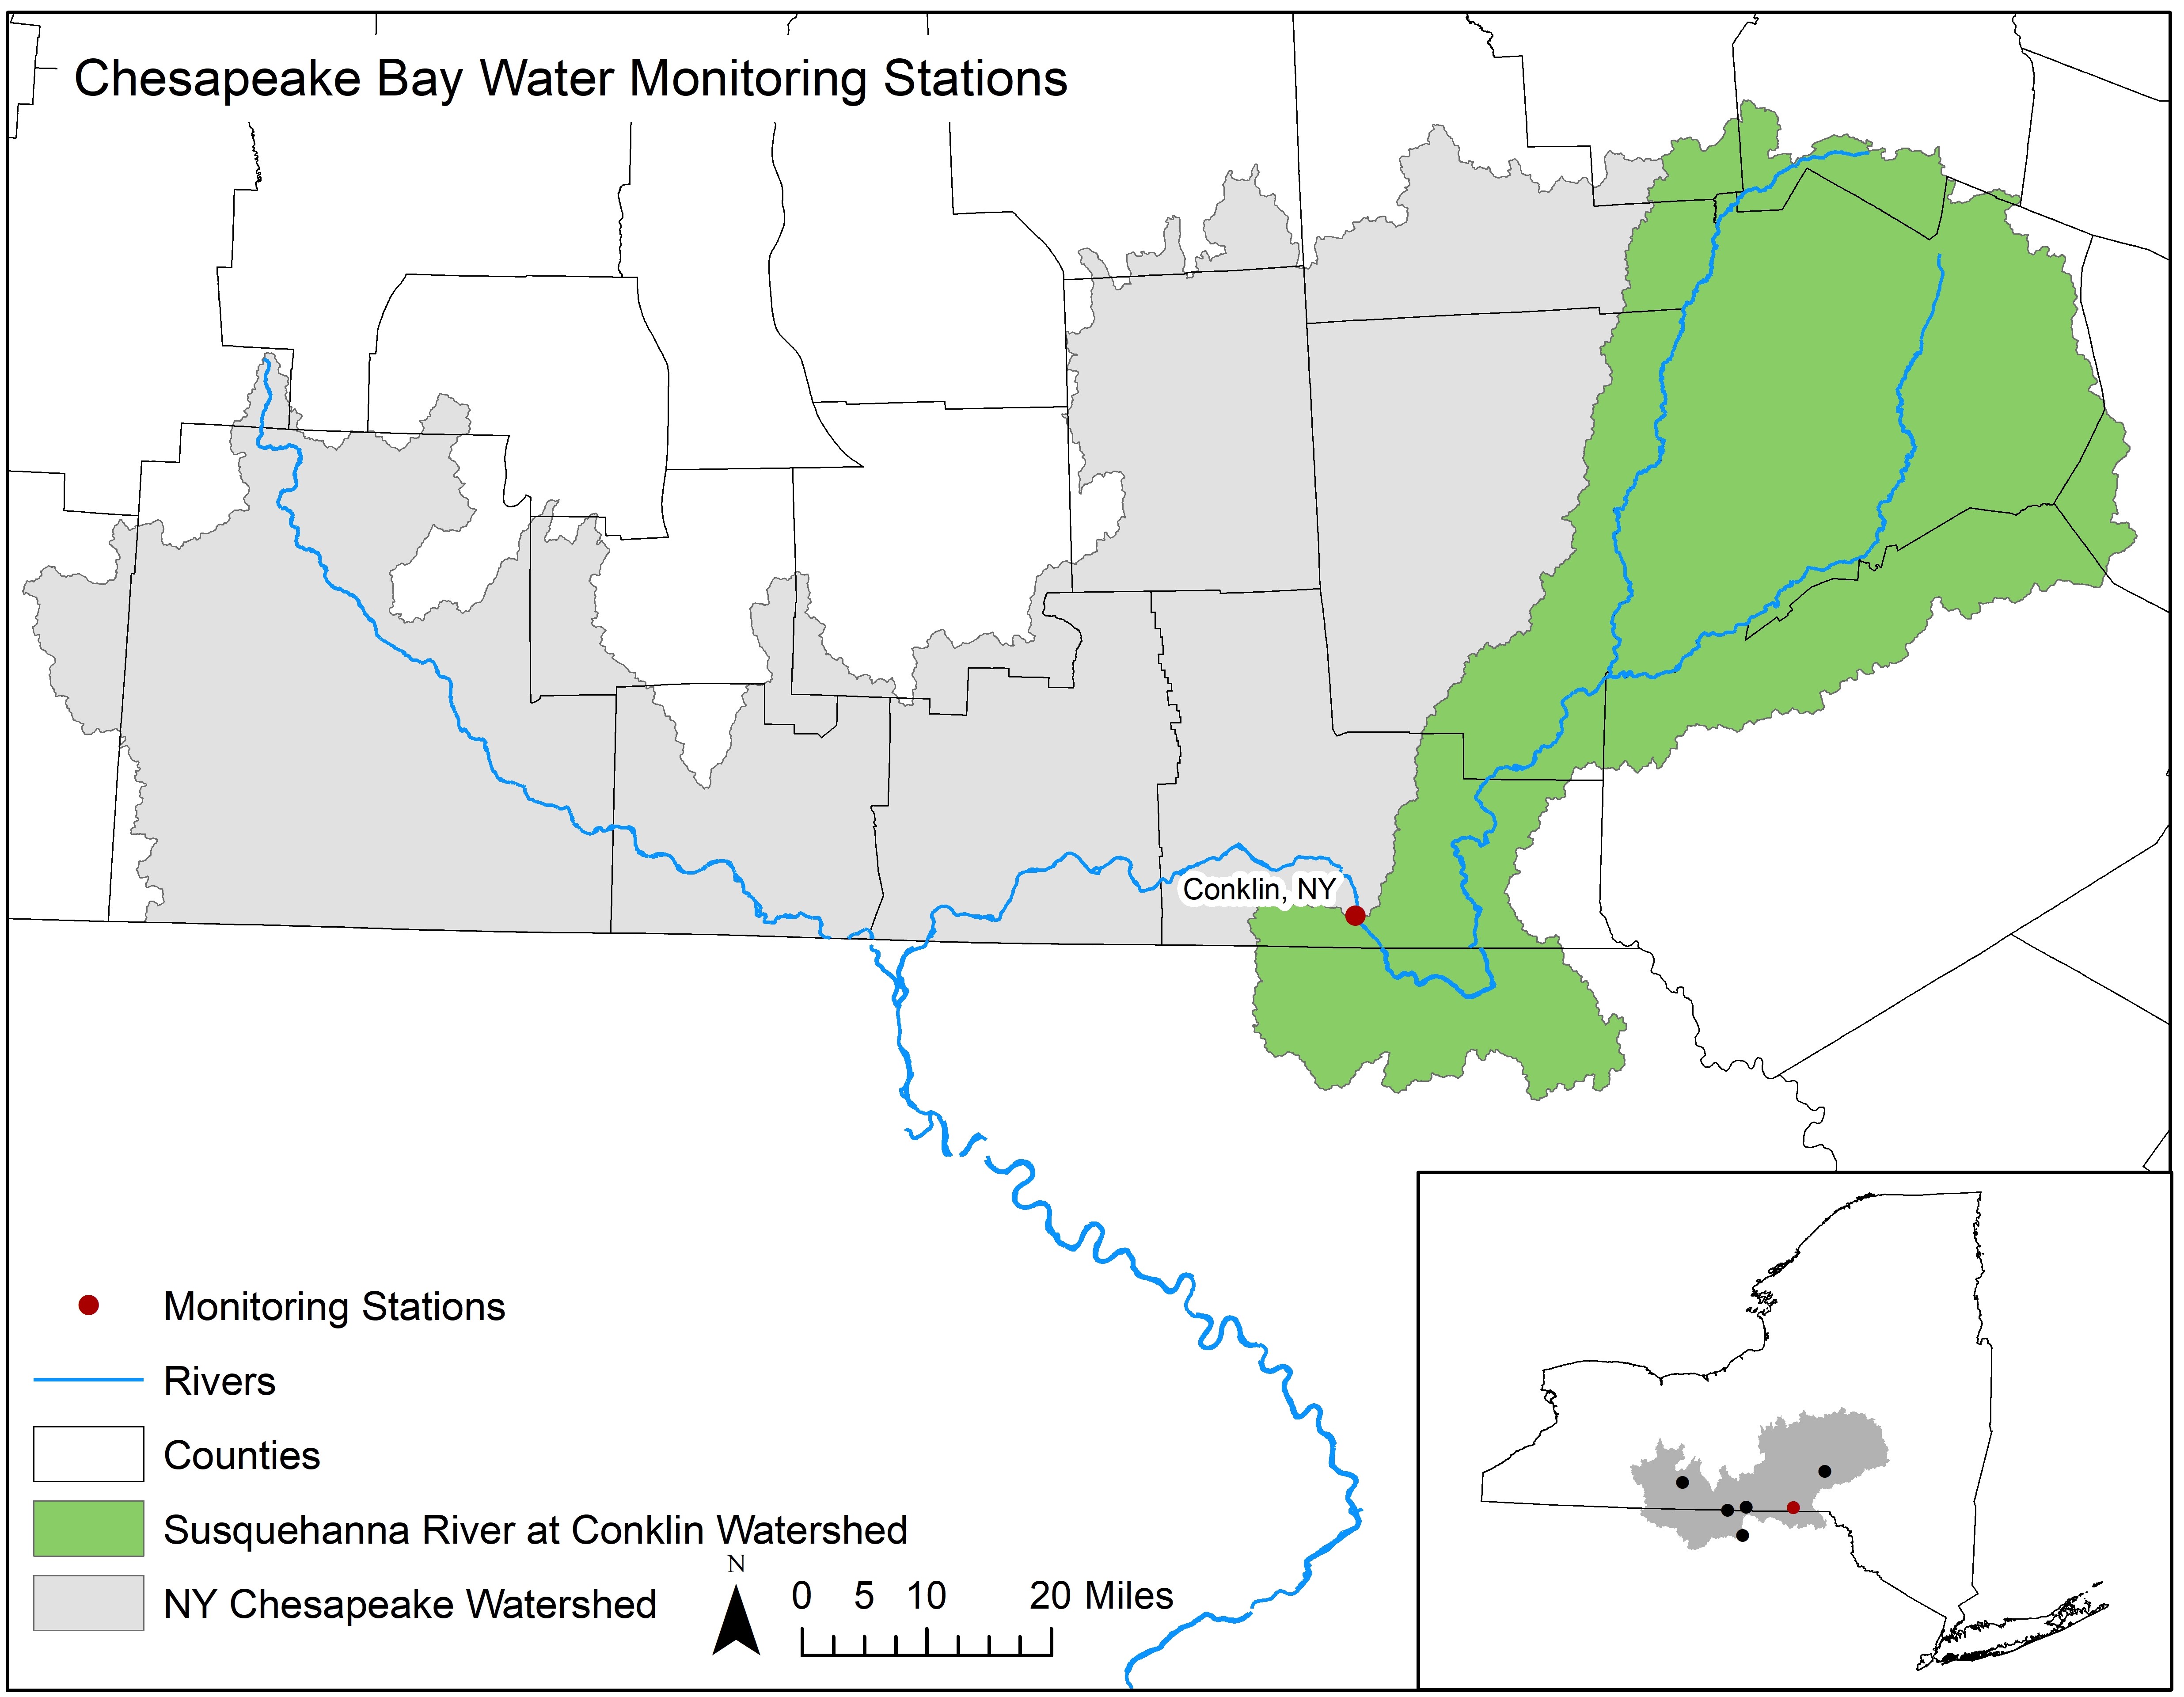 Chesapeake Bay Water Monitoring Stations
Conklin, NY
Monitoring Stations
Rivers
Counties
Susquehanna River at Conklin Watershed
NY Chesapeake Watershed
N
0 5 10 20 Miles